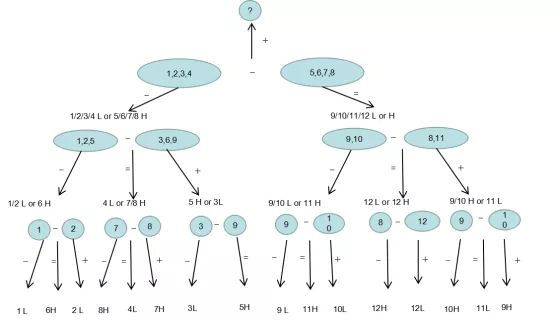 ?
+
1,2,3,4 – 5,6,7,8
– =
1/2/3/4 L or 5/6/7/8 H 9/10/11/12 L or H
1,2,5 – 3,6,9 9,10 – 8,11
– = + – = +
1/2 L or 6 H 4 L or 7/8 H 5 H or 3L 9/10 L or 11 H 12 L or 12 H 9/10 H or 11 L
1 – 2 7 – 8 3 – 9 9 – 1 8 – 12 9 – 1
0 0
– = + – = + – = – = + – + – = +
1 L 6H 2 L 8H 4L 7H 3L 5H 9 L 11H 10L 12H 12L 10H 11L 9H